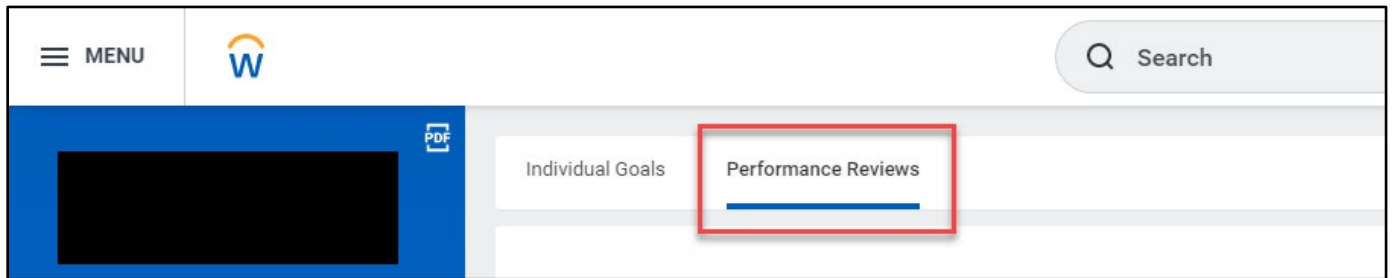 MENU
W
Search
PDF
Individual Goals
Performance Reviews